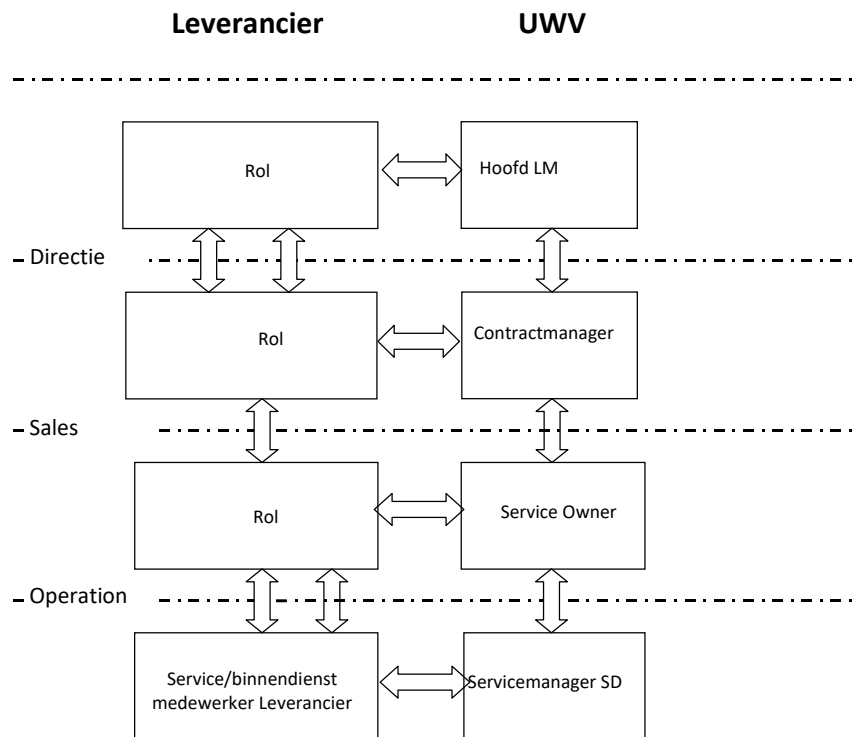 Leverancier UWV
Rol Hoofd LM
Directie
Rol Contractmanager
Sales
Rol Service Owner
Operation
Service/binnendienst
medewerker Leverancier
Servicemanager SD